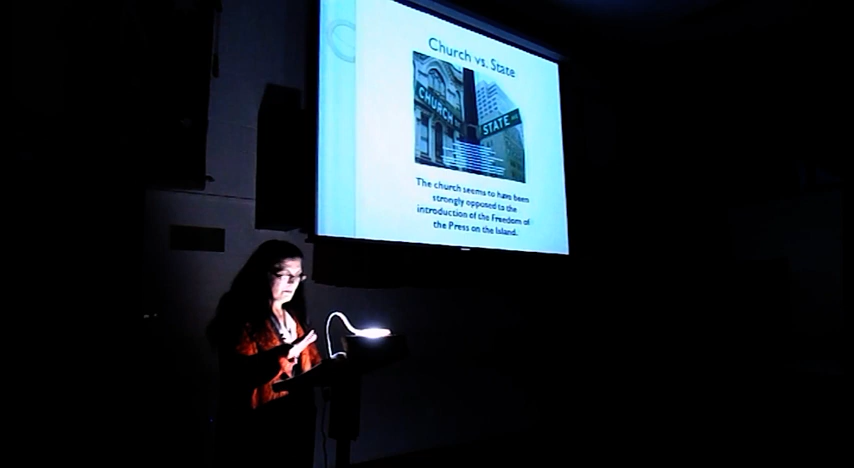 Church vs. State
CHURCH
STATE
The church seems to have been
strongly opposed to the
introduction of the Freedom of
the Press on the Island.